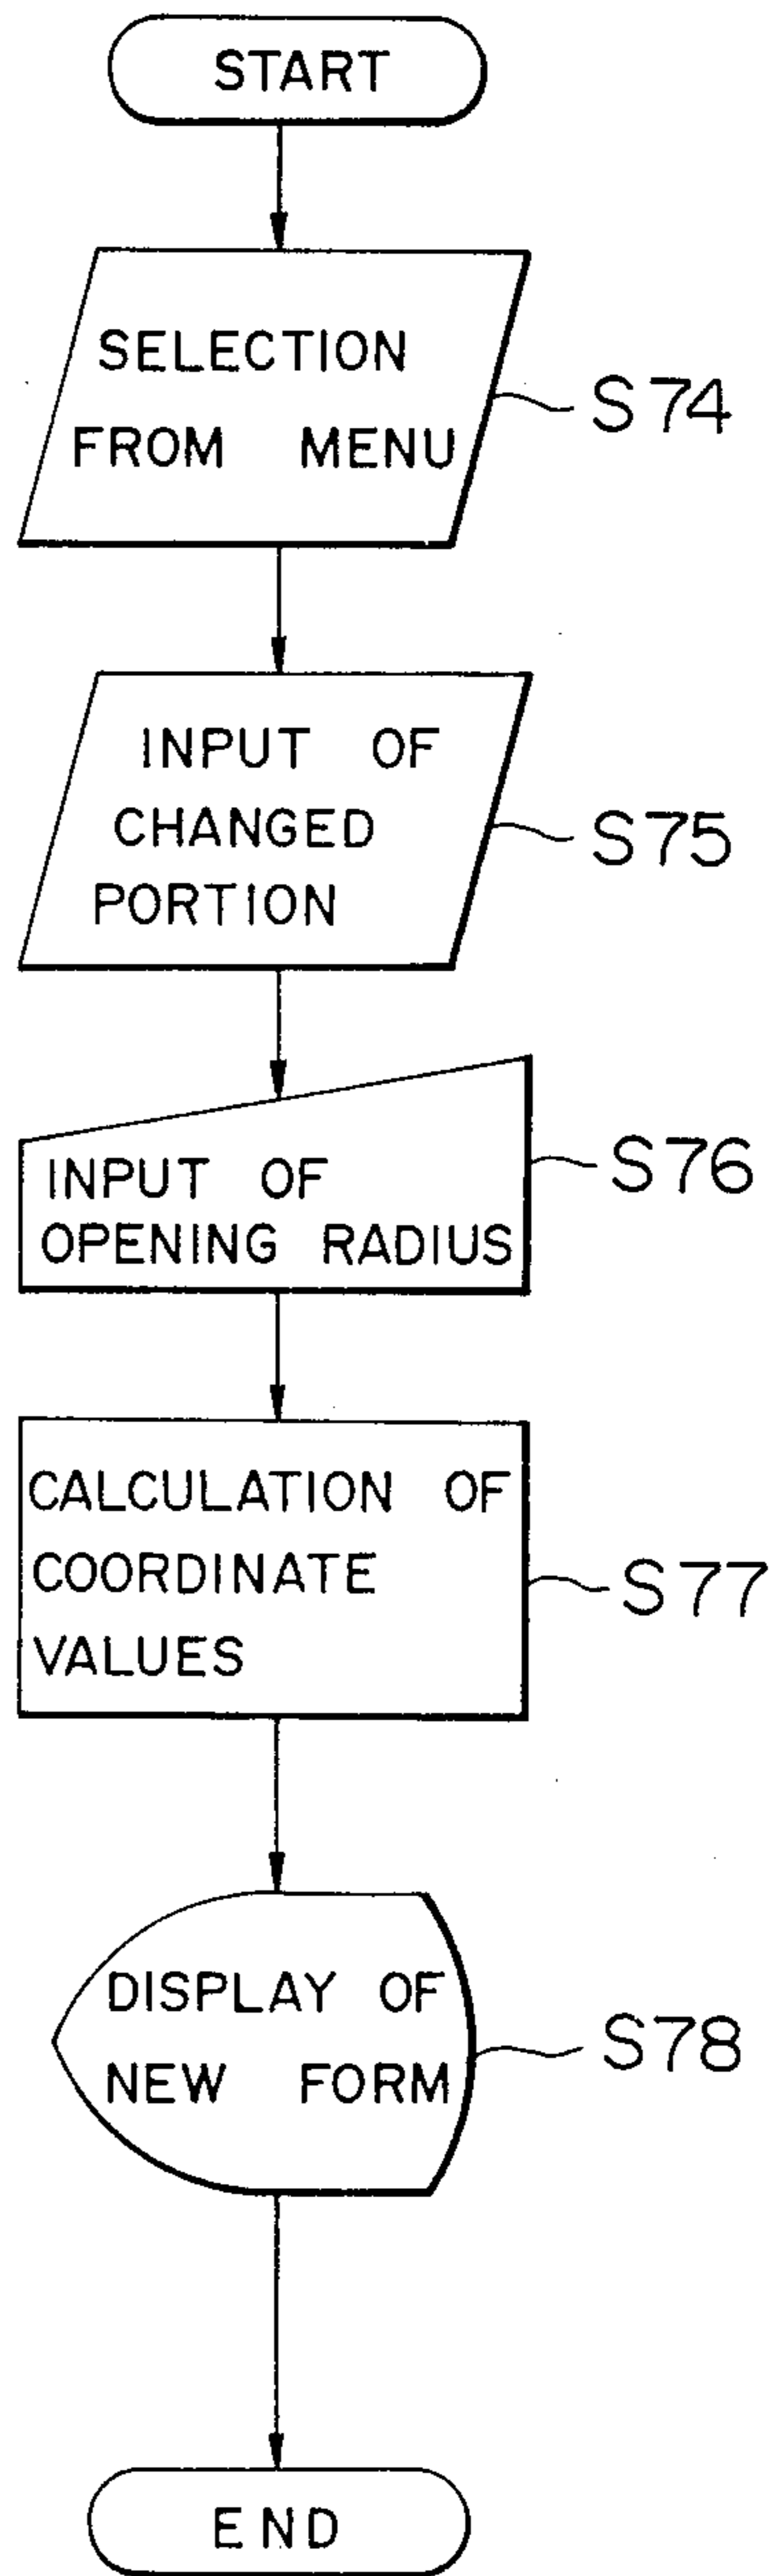 START
SELECTION
FROM MENU
S74
INPUT OF
CHANGED
PORTION
S75
INPUT OF
OPENING RADIUS
S76
CALCULATION OF
COORDINATE
VALUES
S77
DISPLAY OF
NEW FORM
S78
END